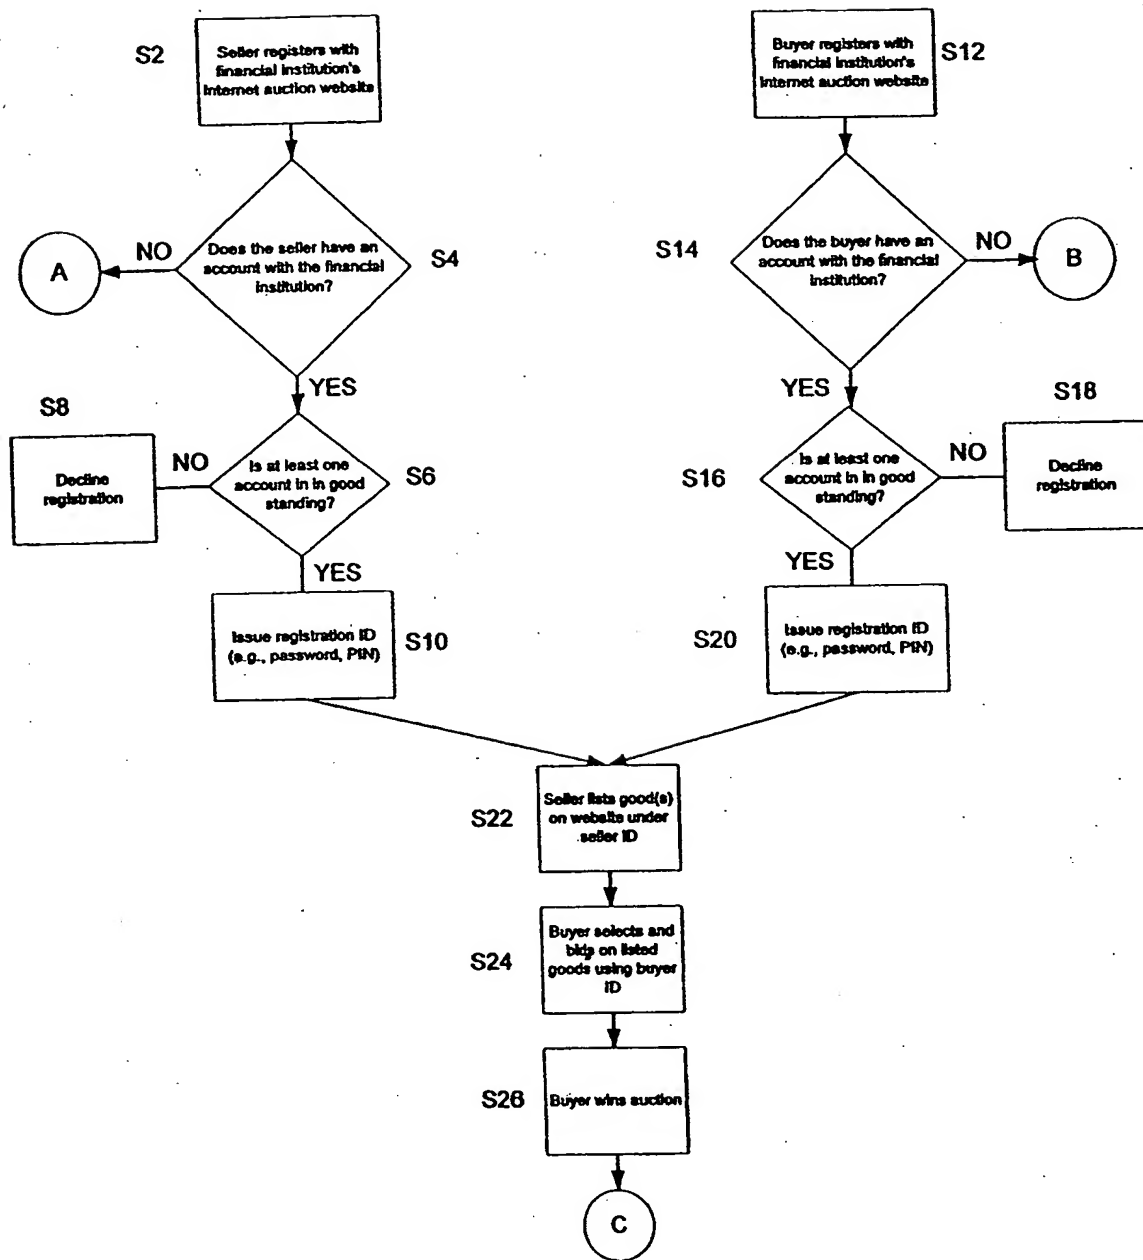 S2
Seller registers with
financial institution's
Internet auction website
Buyer registers with
financial institution's
Internet auction website
S12
A
NO
Does the seller have an
account with the financial
institution?
S4
S14
Does the buyer have an
account with the financial
institution?
NO
B
YES
YES
S8
Decline
registration
NO
Is at least one
account in in good
standing?
S6
S16
Is at least one
account in in good
standing?
NO
S18
Decline
registration
YES
YES
Issue registration ID
(e.g., password, PIN)
S10
S20
Issue registration ID
(e.g., password, PIN)
S22
Seller lists good(s)
on website under
seller ID
S24
Buyer selects and
bids on listed
goods using buyer
ID
S26
Buyer wins auction
C